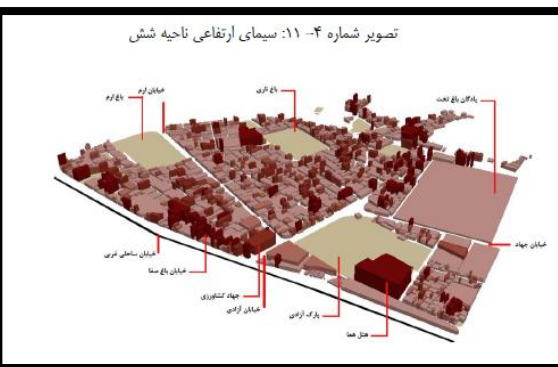 تصویر شماره ۴- ۱۱: سیمای ارتفاعی ناحیه شش
خیابان ارم
باغ ارم
باغ ناری
پادگان باغ تخت
خیابان جهاد
خیابان ساحلی غربی
خیابان باغ صفا
جهاد کشاورزی
خیابان آزادی
پارک آزادی
هتل هما